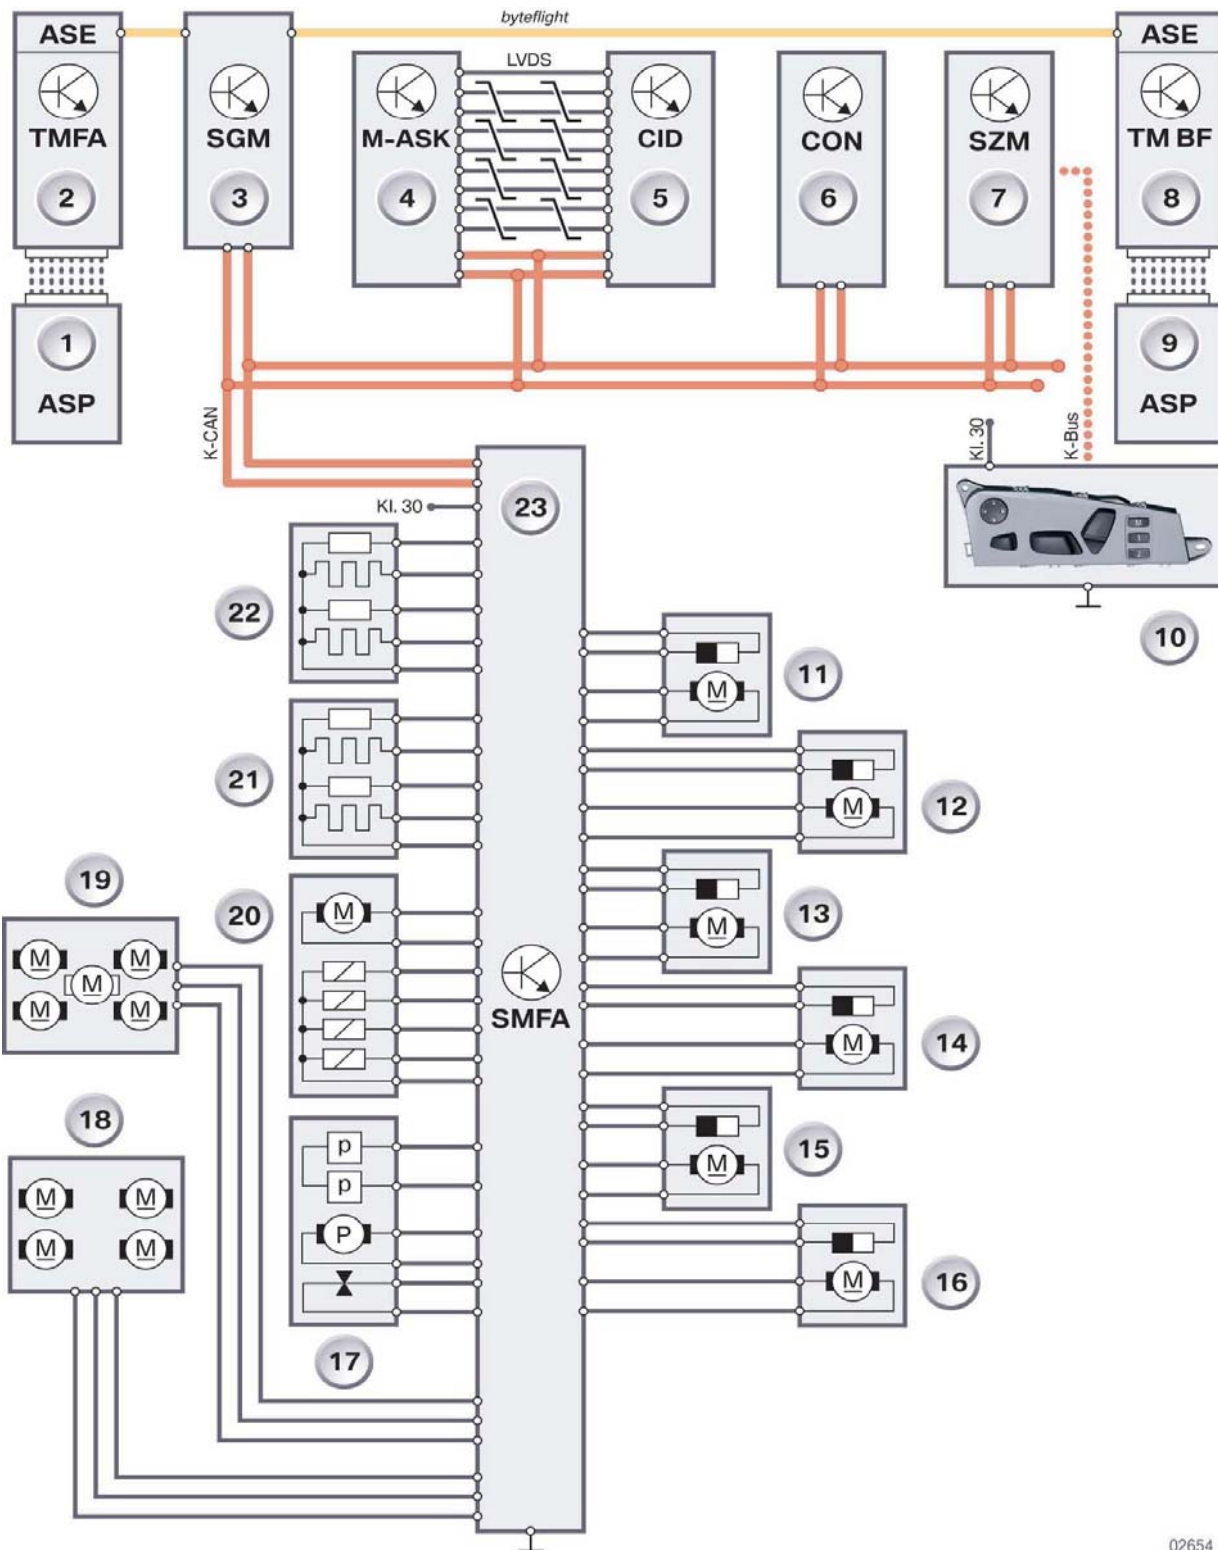 byteflight
ASE
ASE
LVDS
TMFA
SGM
M-ASK
CID
CON
SZM
TM BF
2
3
4
5
6
7
8
1
9
ASP
ASP
K-CAN
Kl. 30
K-Bus
Kl. 30
23
10
22
11
21
12
19
20
M
M
M
M
M
M
M
M
13
SMFA
M
14
M
18
M
M
M
M
p
p
P
M
15
M
16
17
02654